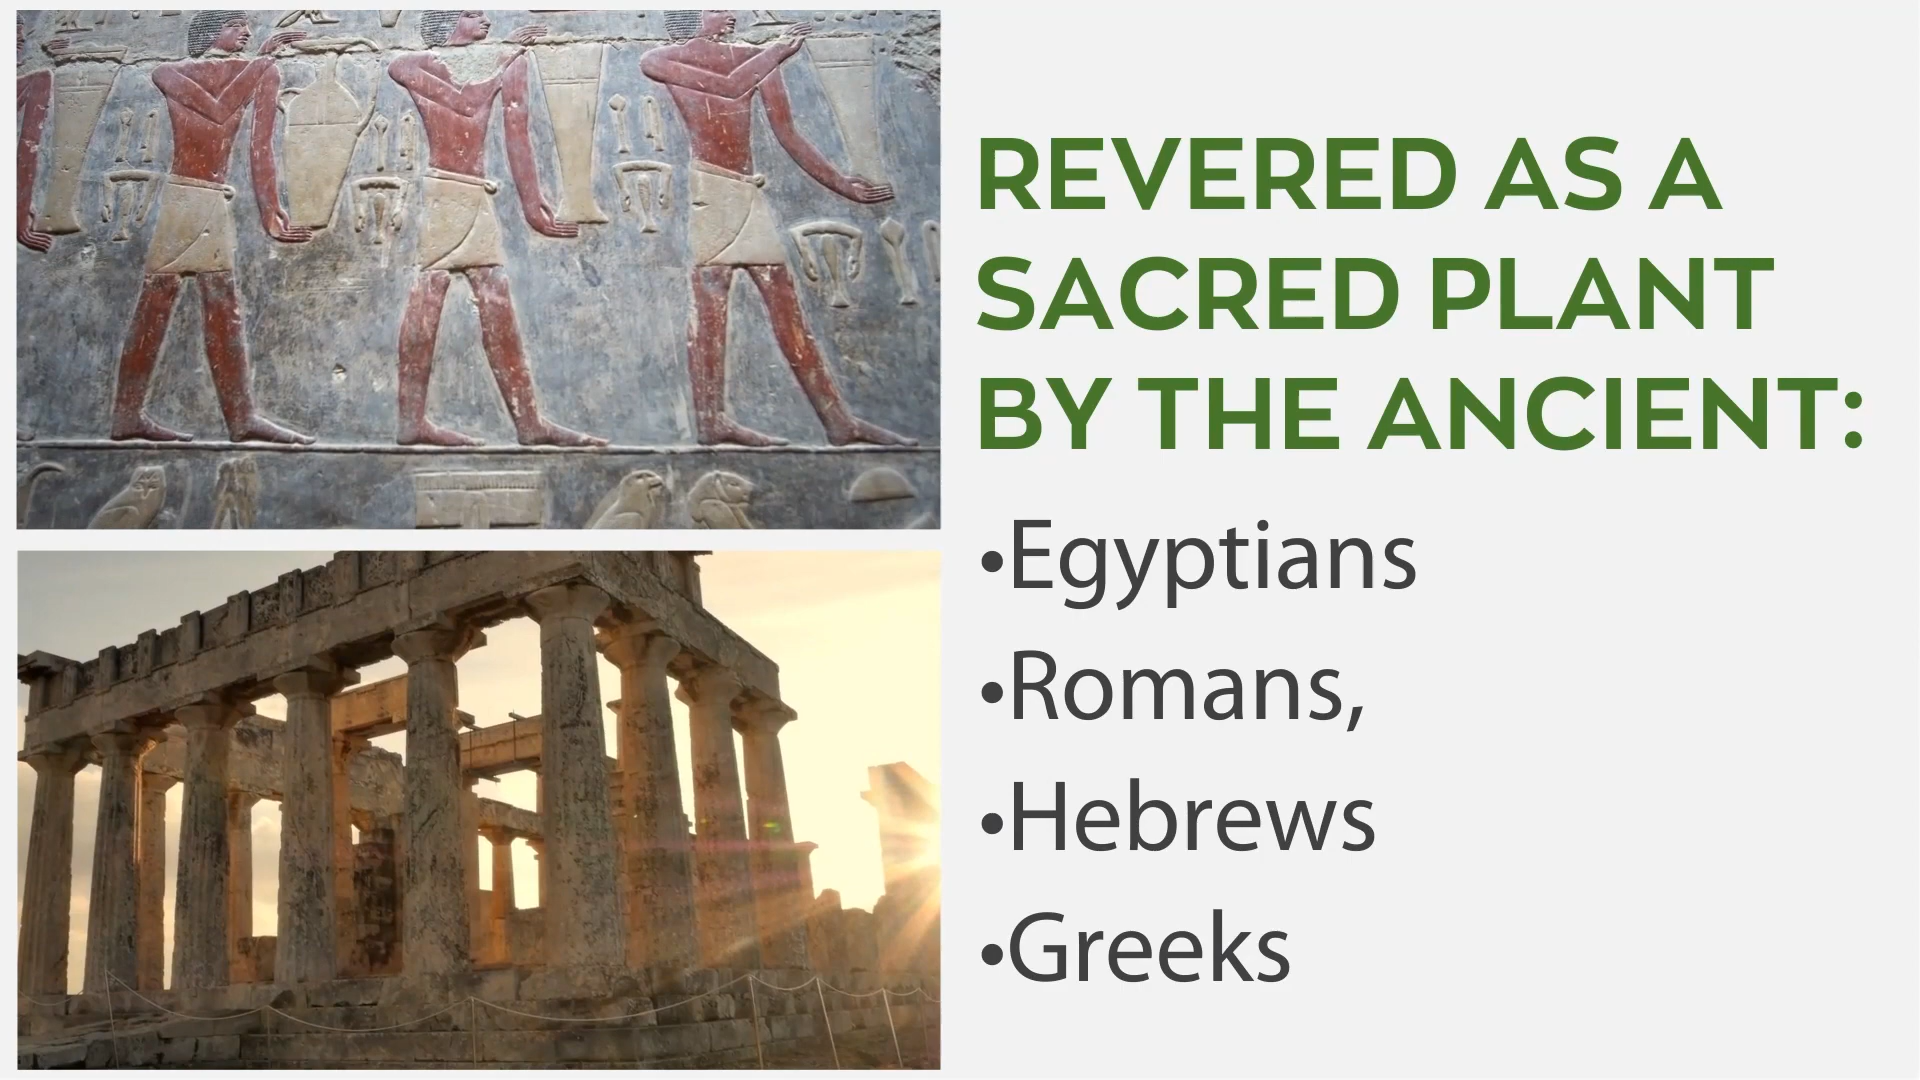 REVERED AS A
SACRED PLANT
BY THE ANCIENT:
•Egyptians
•Romans,
•Hebrews
•Greeks